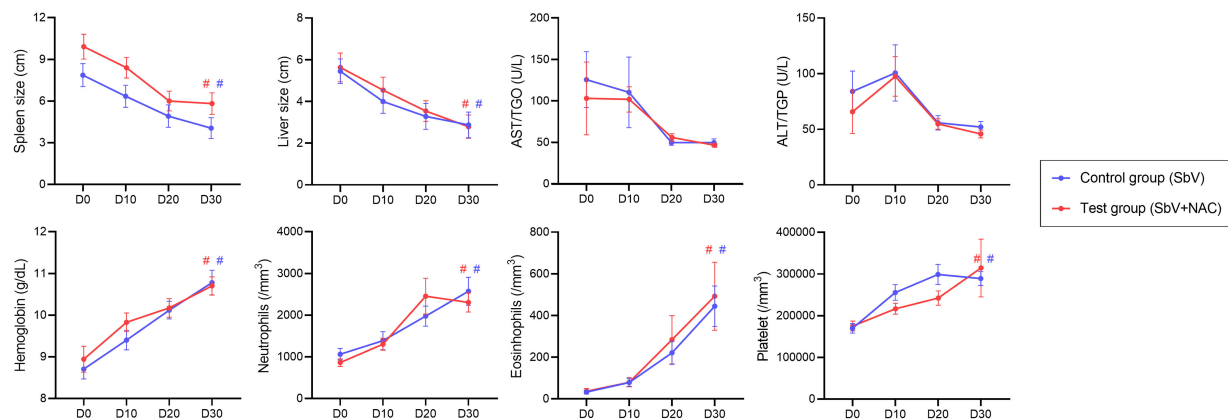 Spleen size (cm)
12
9
6
3
0
# #
D0 D10 D20 D30
Liver size (cm)
8
6
4
2
0
# #
D0 D10 D20 D30
AST/TGO (U/L)
200
150
100
50
0
D0 D10 D20 D30
ALT/TGP (U/L)
150
100
50
0
D0 D10 D20 D30
Control group (SbV)
Test group (SbV+NAC)
Hemoglobin (g/dL)
12
11
10
9
8
# #
D0 D10 D20 D30
Neutrophils (/mm³)
4000
3000
2000
1000
0
# #
D0 D10 D20 D30
Eosinhophils (/mm³)
800
600
400
200
0
# #
D0 D10 D20 D30
Platelet (/mm³)
400000
300000
200000
100000
0
# #
D0 D10 D20 D30